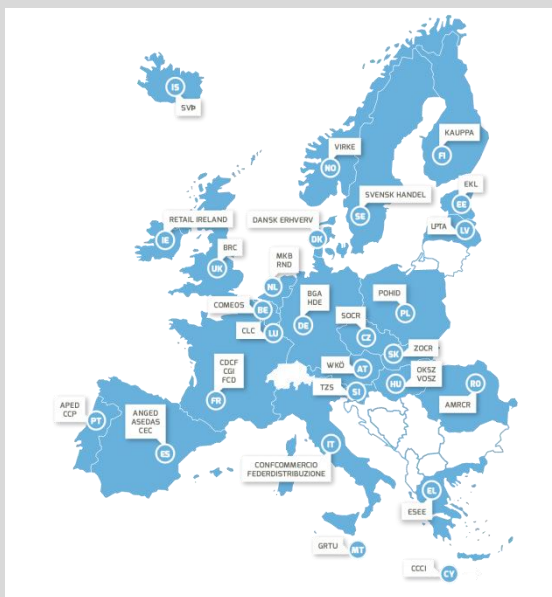 IS
SVÞ
KAUPPA
FI
VIRKE
NO
EKL
EE
SVENSK HANDEL
SE
RETAIL IRELAND
IE
DANSK ERHVERV
DK
LV
BRC
UK
MKB
RND
NL
BGA
HDE
DE
POHID
PL
COMEOS
BE
SOCR
CZ
CLC
LU
ZOCR
SK
CDCF
CGI
FCD
FR
WKÖ
AT
OKSZ
VOSZ
HU
RO
TZS
SI
AMRCR
APED
CCP
PT
ANGED
ASEDAS
CEC
ES
IT
CONFCOMMERCIO
FEDERDISTRIBUZIONE
EL
ESEE
GRTU
MT
CCCI
CY